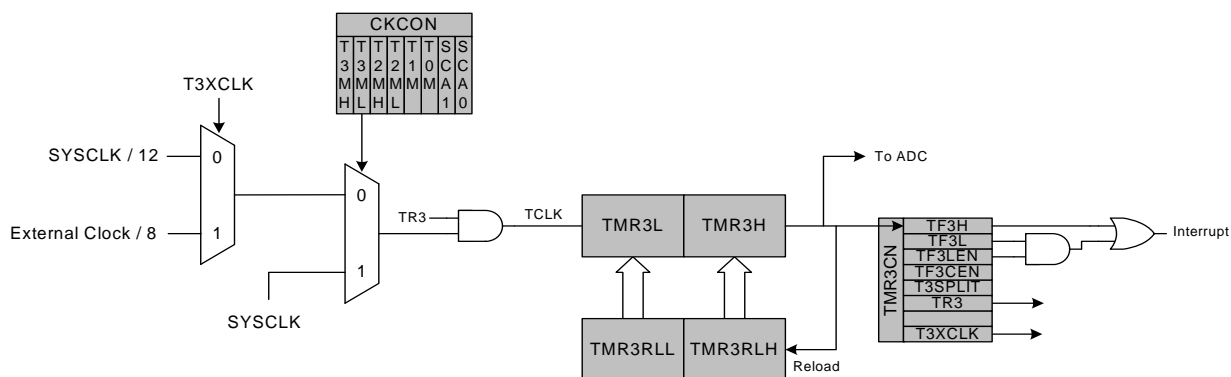 CKCON
T3MH
T3ML
T2MH
T2ML
T1M
T0M
SCA1
SCA0
T3XCLK
SYSCLK / 12
0
External Clock / 8
1
0
1
SYSCLK
TR3
TCLK
TMR3L
TMR3H
To ADC
TMR3RLL
TMR3RLH
Reload
TMR3CN
TF3H
TF3L
TF3LEN
TF3CEN
T3SPLIT
TR3
T3XCLK
Interrupt